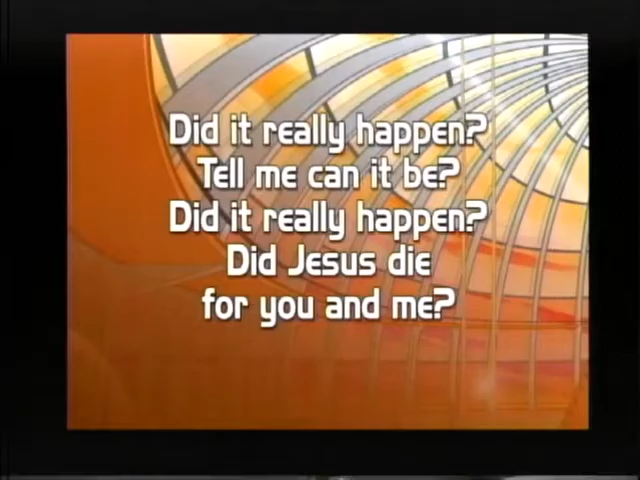 Did it really happen?
Tell me can it be?
Did it really happen?
Did Jesus die
for you and me?